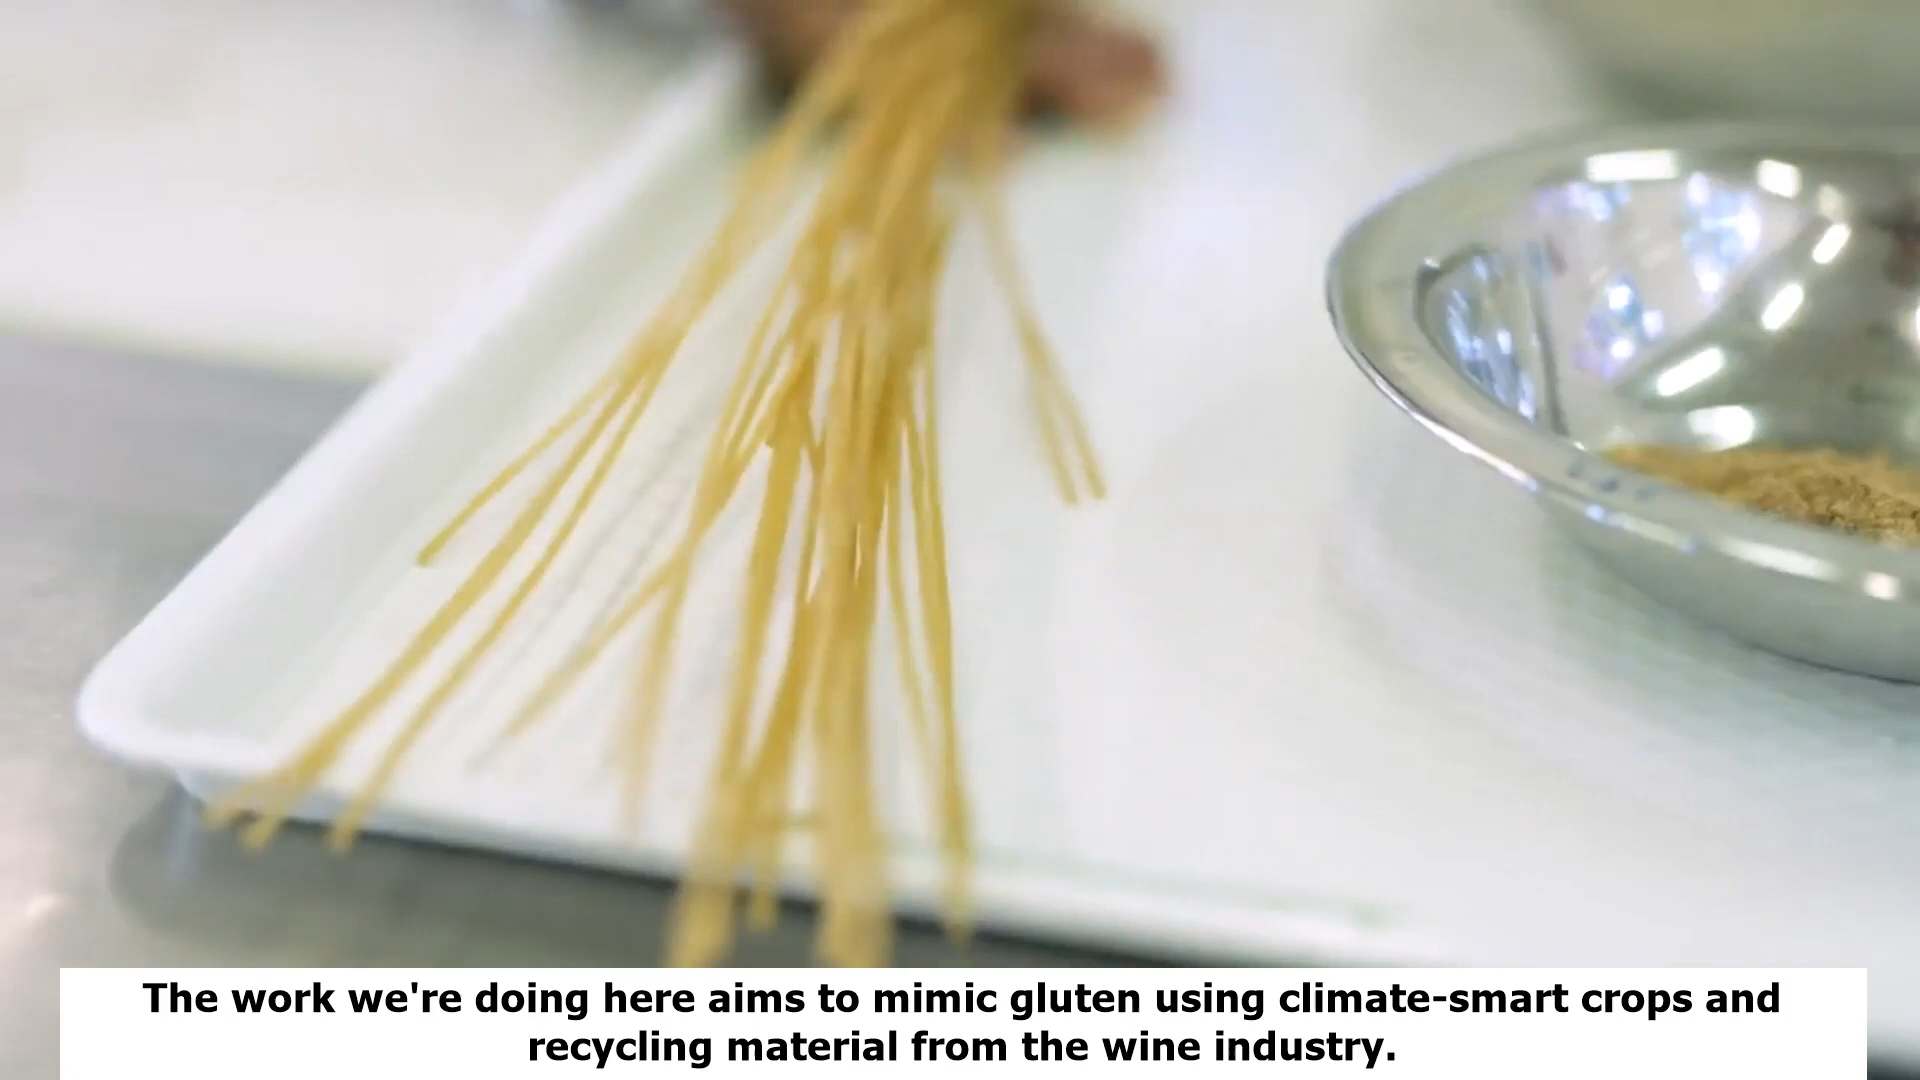 The work we're doing here aims to mimic gluten using climate-smart crops and
recycling material from the wine industry.